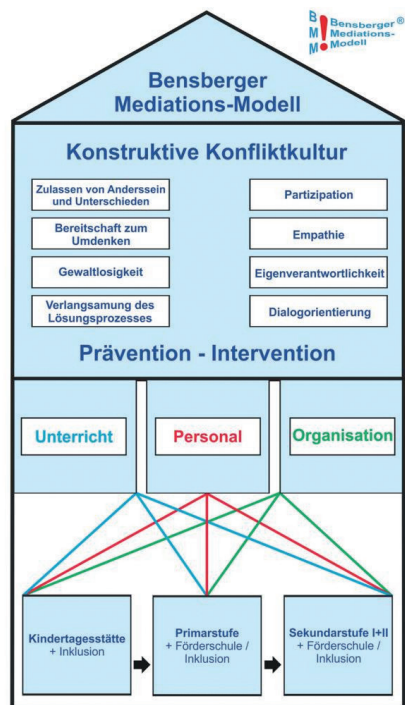 B
M
M
!
Bensberger®
Mediations-
Modell
Bensberger
Mediations-Modell
Konstruktive Konfliktkultur
Zulassen von Anderssein
und Unterschieden
Partizipation
Bereitschaft zum
Umdenken
Empathie
Gewaltlosigkeit
Eigenverantwortlichkeit
Verlangsamung des
Lösungsprozesses
Dialogorientierung
Prävention - Intervention
Unterricht
Personal
Organisation
Kindertagesstätte
+ Inklusion
Primarstufe
+ Förderschule /
Inklusion
Sekundarstufe I+II
+ Förderschule /
Inklusion